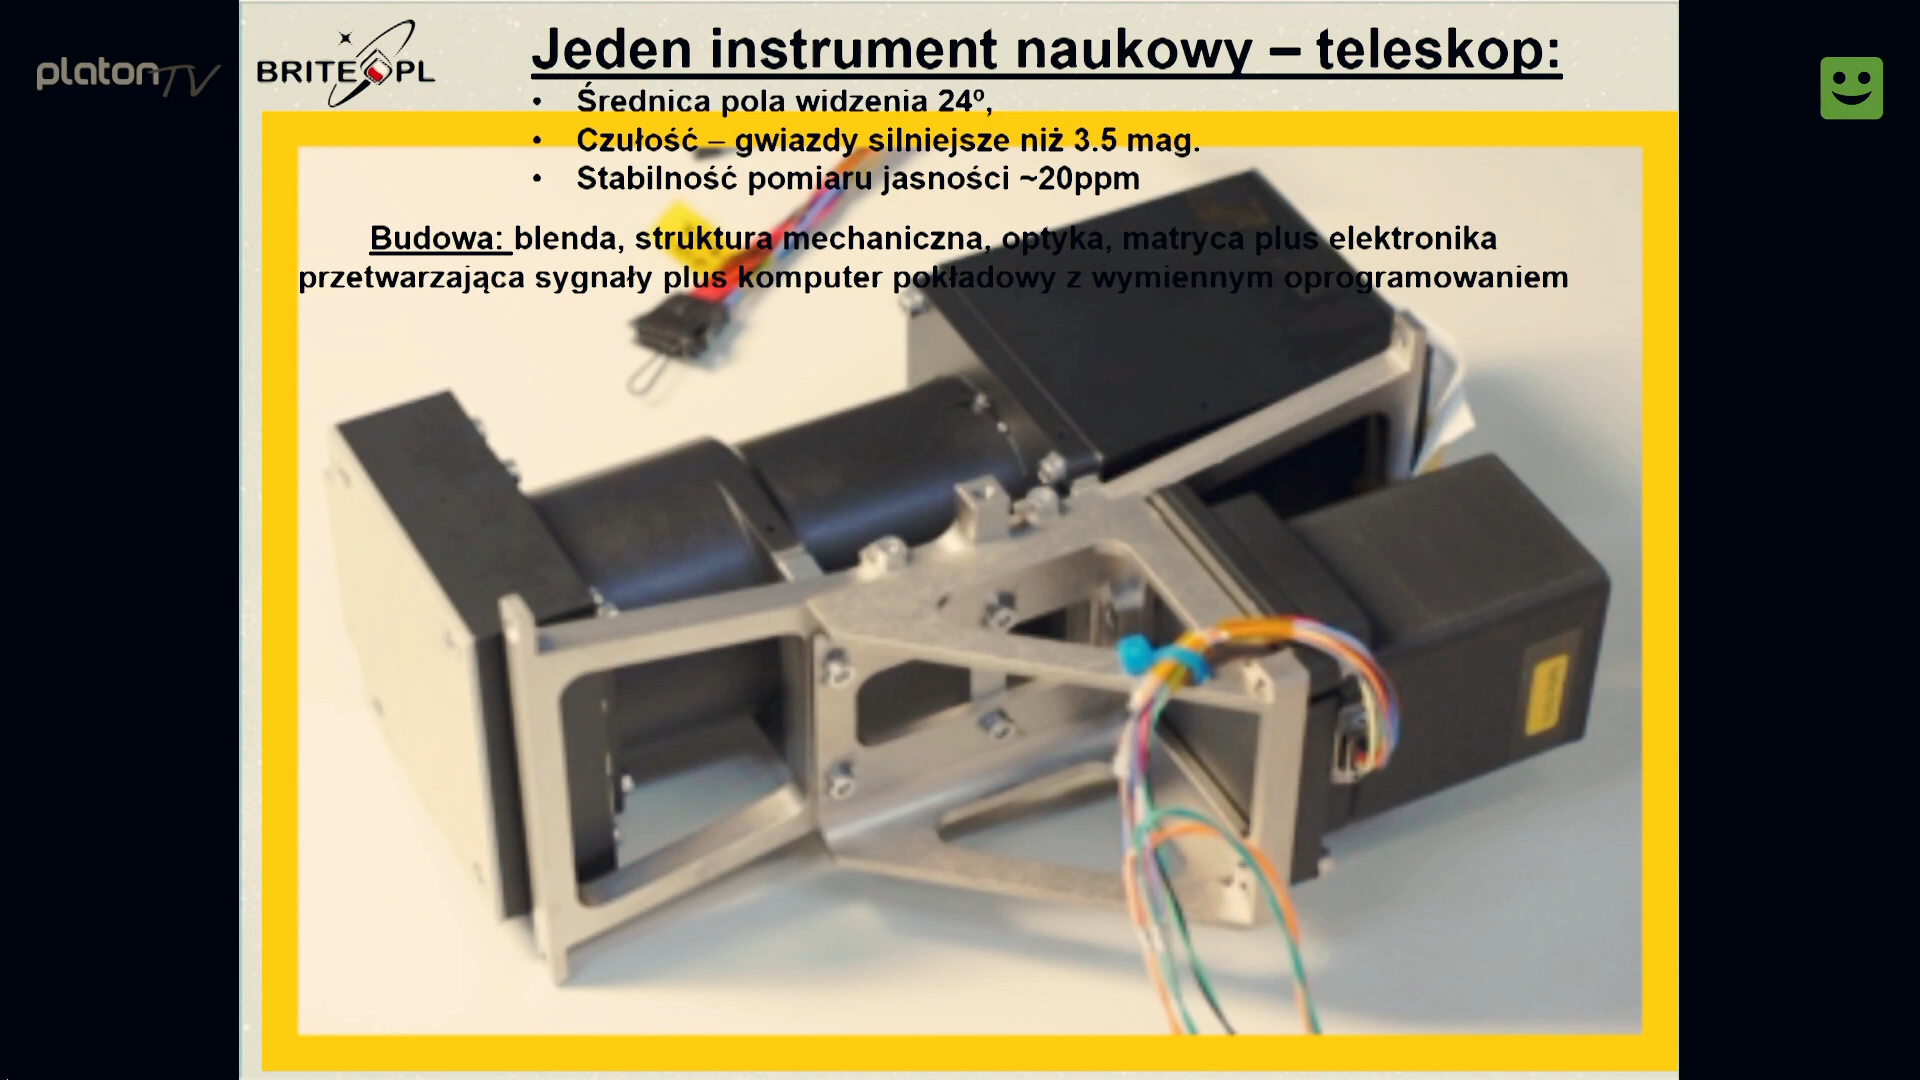 platonTV
BRITE PL
Jeden instrument naukowy – teleskop:
• Średnica pola widzenia 24º,
• Czułość – gwiazdy silniejsze niż 3.5 mag.
• Stabilność pomiaru jasności ~20ppm
Budowa: blenda, struktura mechaniczna, optyka, matryca plus elektronika
przetwarzająca sygnały plus komputer pokładowy z wymiennym oprogramowaniem